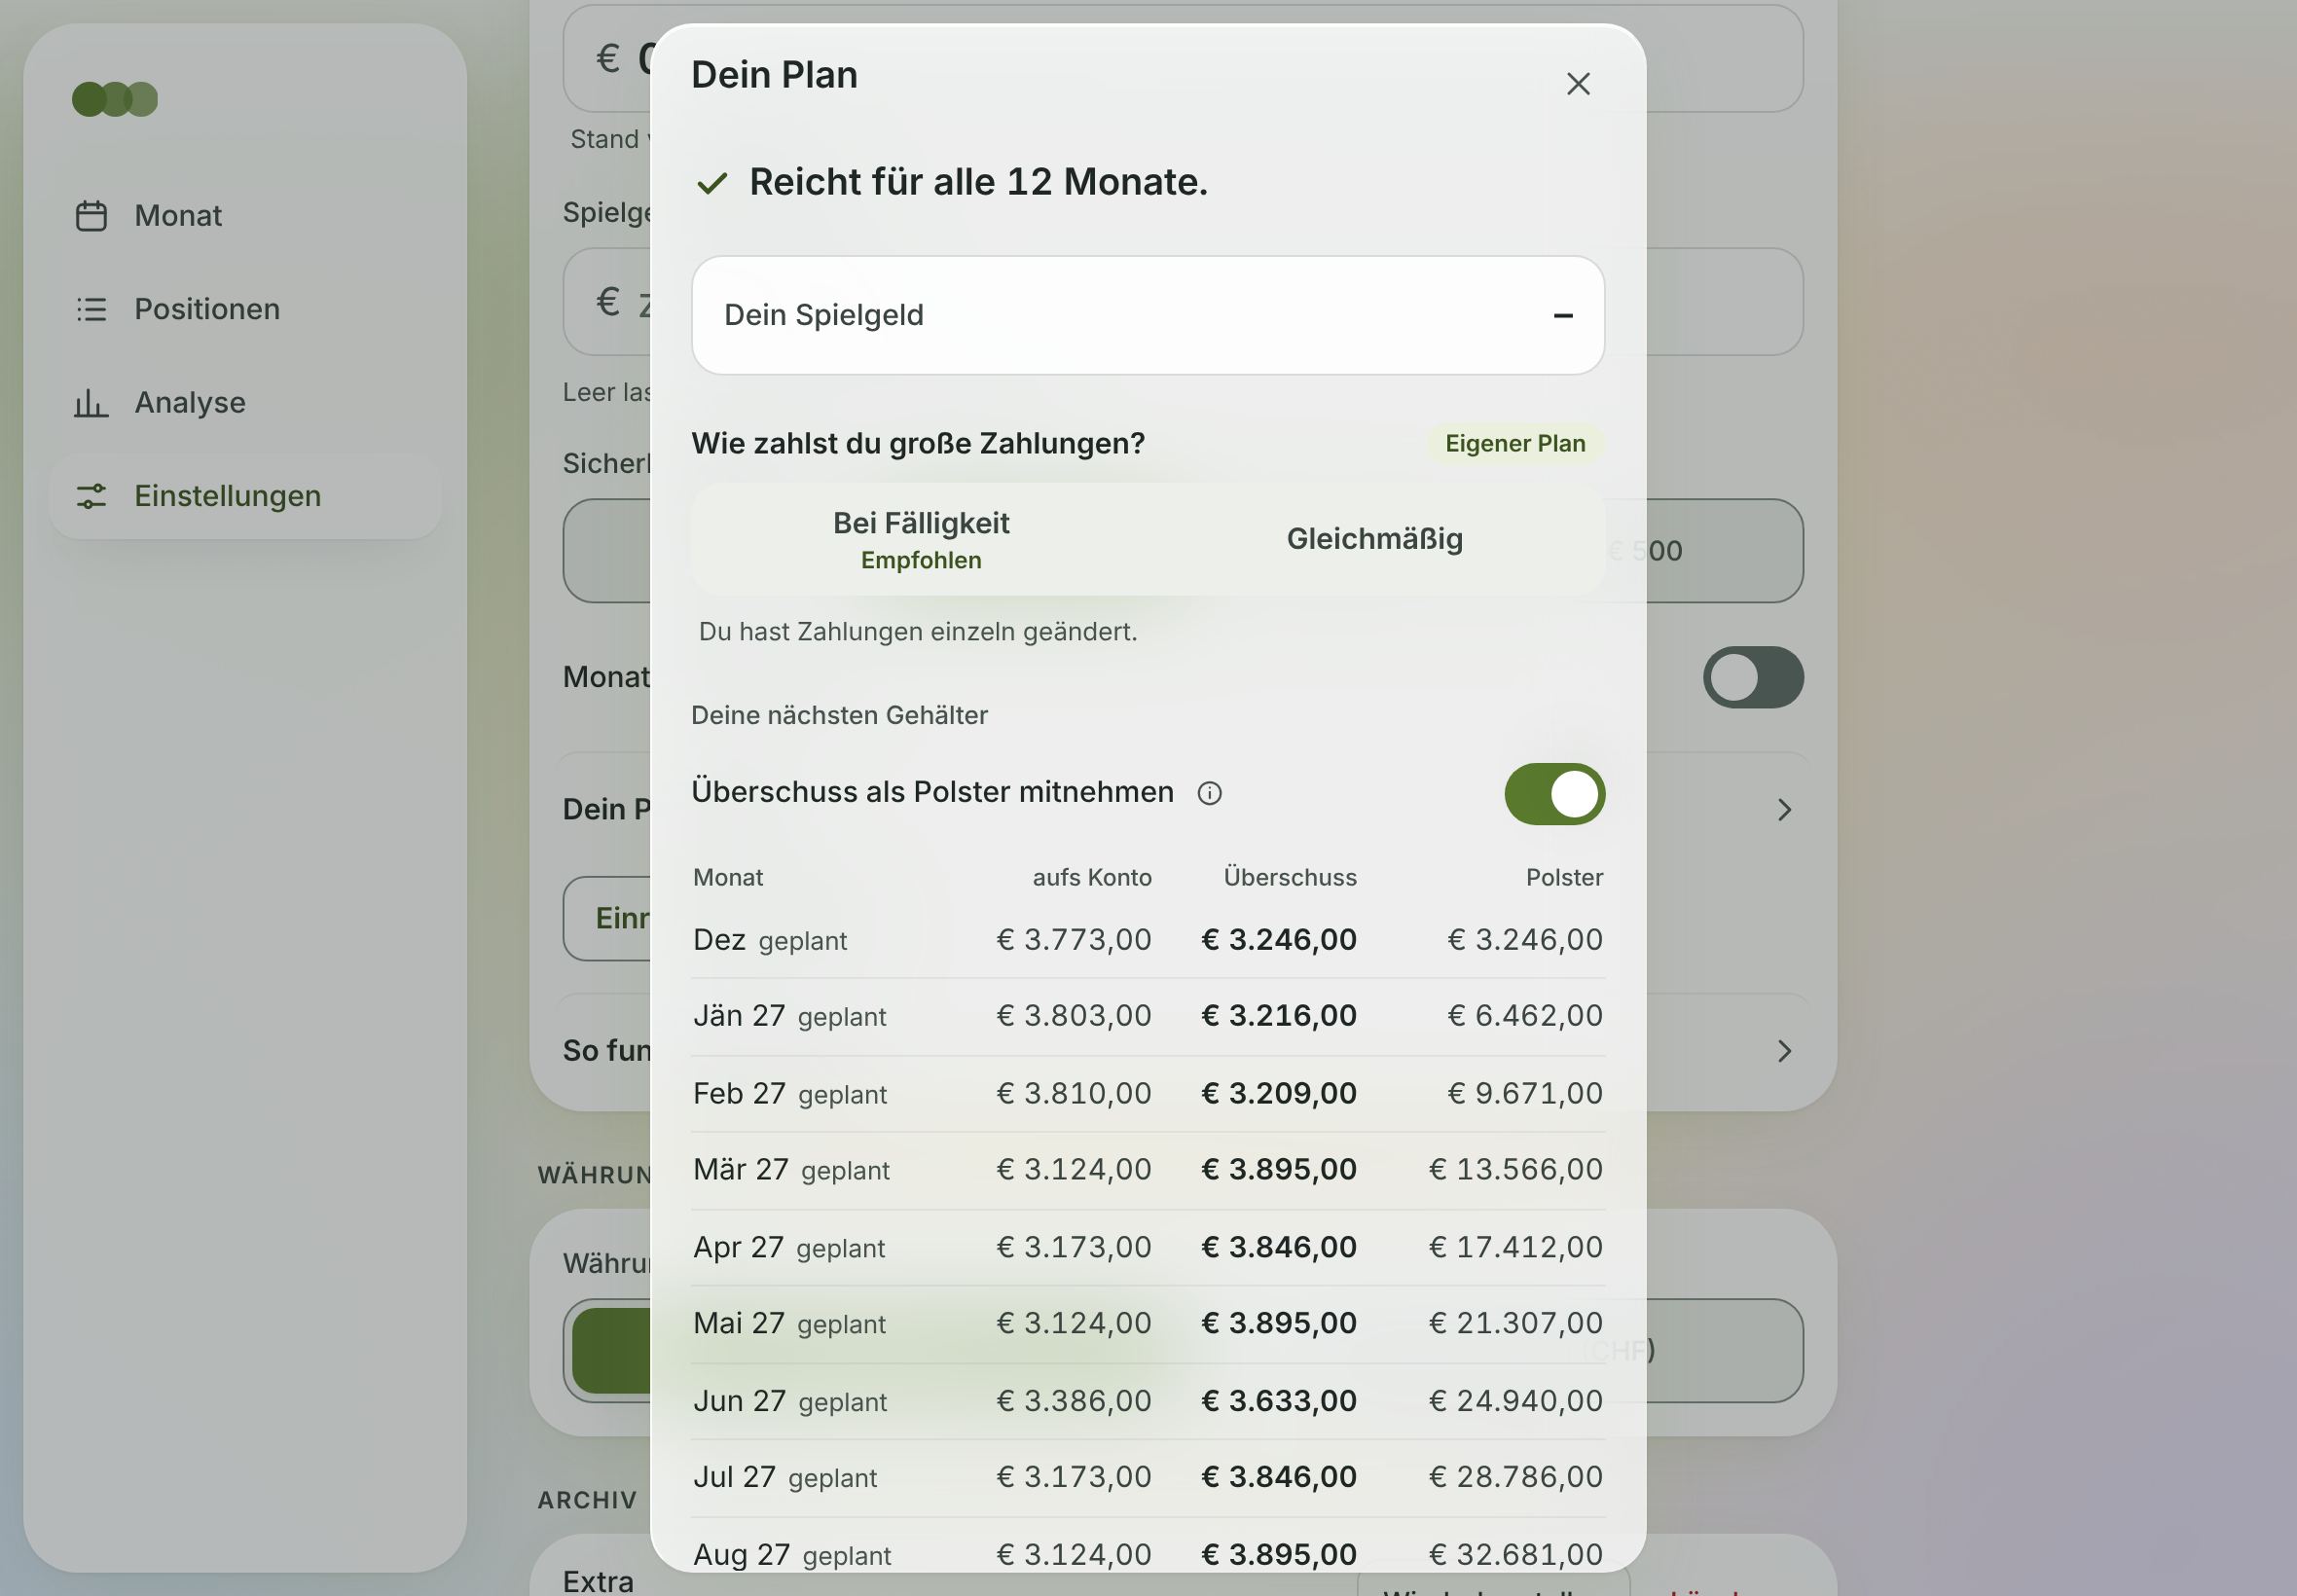 Monat
Positionen
Analyse
Einstellungen
€
Stand
€
Leer
€ 500
Dein
So
WÄHRUN
CHF)
ARCHIV
Extra
Dein Plan
Reicht für alle 12 Monate.
Dein Spielgeld –
Wie zahlst du große Zahlungen? Eigener Plan
Bei Fälligkeit Gleichmäßig
Empfohlen
Du hast Zahlungen einzeln geändert.
Deine nächsten Gehälter
Überschuss als Polster mitnehmen
Monat aufs Konto Überschuss Polster
Dez geplant € 3.773,00 € 3.246,00 € 3.246,00
Jän 27 geplant € 3.803,00 € 3.216,00 € 6.462,00
Feb 27 geplant € 3.810,00 € 3.209,00 € 9.671,00
Mär 27 geplant € 3.124,00 € 3.895,00 € 13.566,00
Apr 27 geplant € 3.173,00 € 3.846,00 € 17.412,00
Mai 27 geplant € 3.124,00 € 3.895,00 € 21.307,00
Jun 27 geplant € 3.386,00 € 3.633,00 € 24.940,00
Jul 27 geplant € 3.173,00 € 3.846,00 € 28.786,00
Aug 27 geplant € 3.124,00 € 3.895,00 € 32.681,00